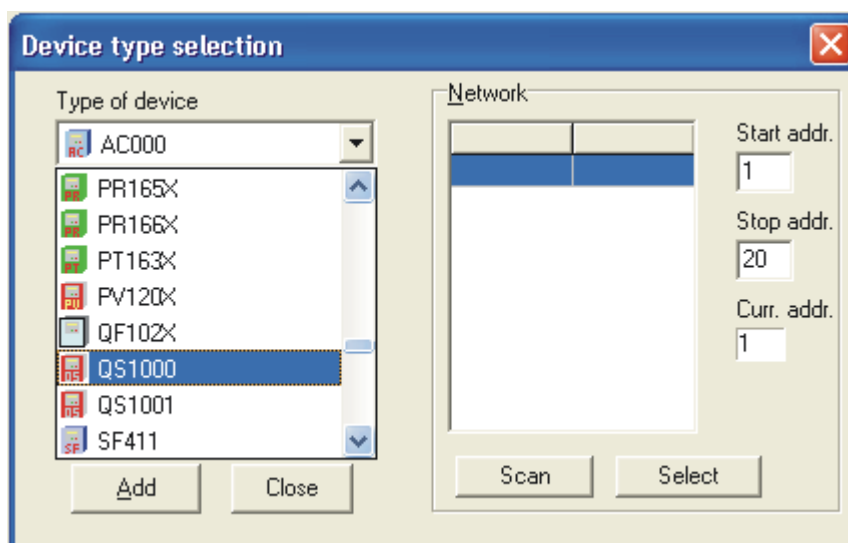 Device type selection
Type of device
AC000
PR165X
PR166X
PT163X
PV120X
QF102X
QS1000
QS1001
SF411
Add
Close
Network
Start addr.
1
Stop addr.
20
Curr. addr.
1
Scan
Select